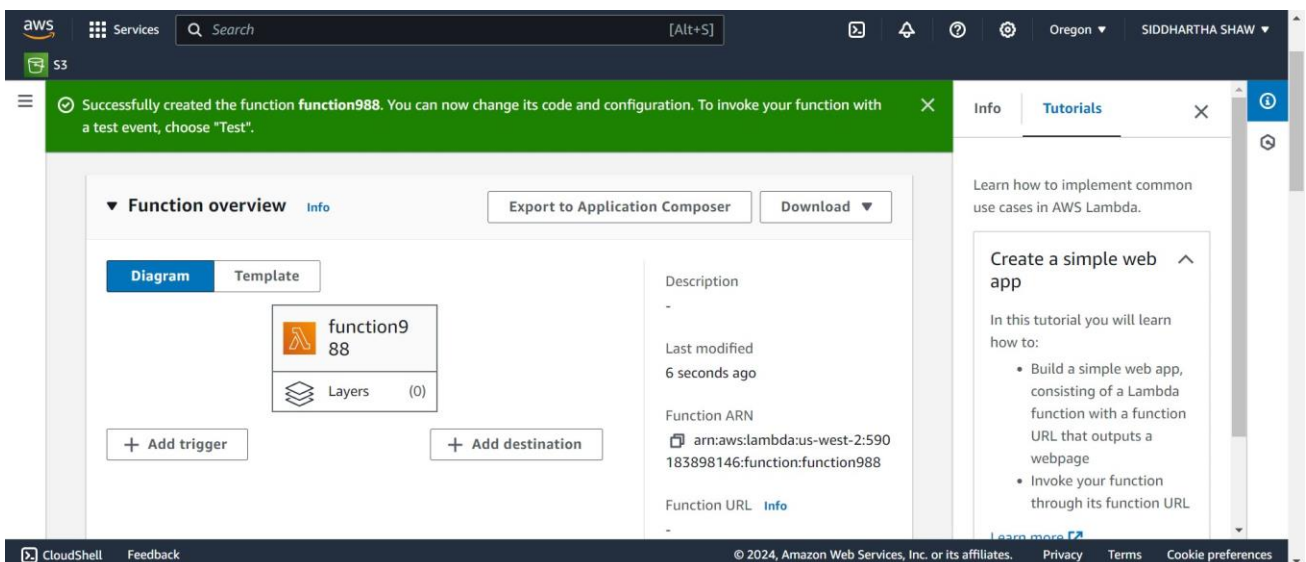 aws
Services
Search
[Alt+S]
Oregon
SIDDHARTHA SHAW
S3
Successfully created the function function988. You can now change its code and configuration. To invoke your function with
a test event, choose "Test".
Function overview Info
Export to Application Composer
Download
Diagram
Template
function9
88
Layers (0)
+ Add trigger
+ Add destination
Description
-
Last modified
6 seconds ago
Function ARN
arn:aws:lambda:us-west-2:590
183898146:function:function988
Function URL Info
-
Info
Tutorials
Learn how to implement common
use cases in AWS Lambda.
Create a simple web
app
In this tutorial you will learn
how to:
• Build a simple web app,
consisting of a Lambda
function with a function
URL that outputs a
webpage
• Invoke your function
through its function URL
Learn more
CloudShell
Feedback
© 2024, Amazon Web Services, Inc. or its affiliates.
Privacy
Terms
Cookie preferences